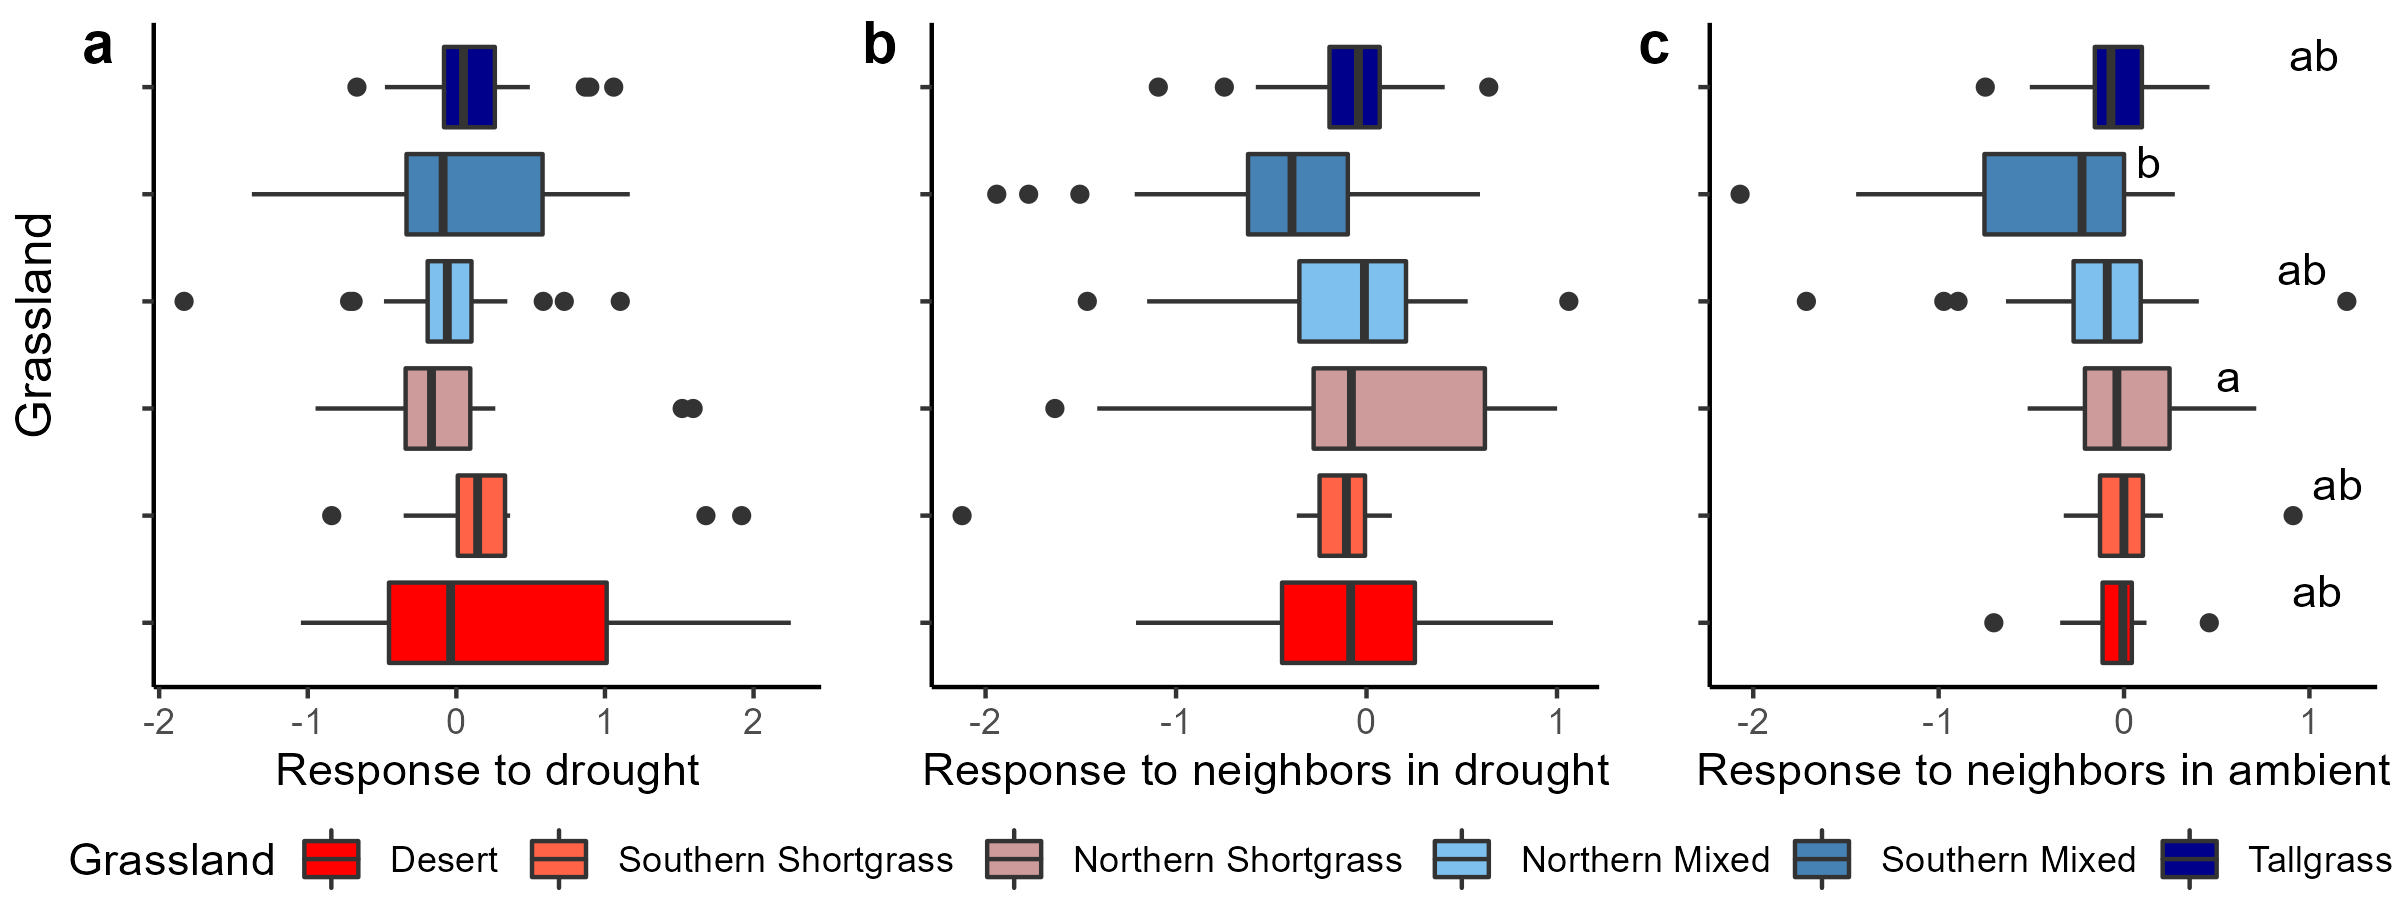 a b c
ab
b
ab
a
ab
ab
Grassland
-2 -1 0 1 2
-2 -1 0 1
-2 -1 0 1
Response to drought
Response to neighbors in drought
Response to neighbors in ambient
Grassland Desert Southern Shortgrass Northern Shortgrass Northern Mixed Southern Mixed Tallgrass